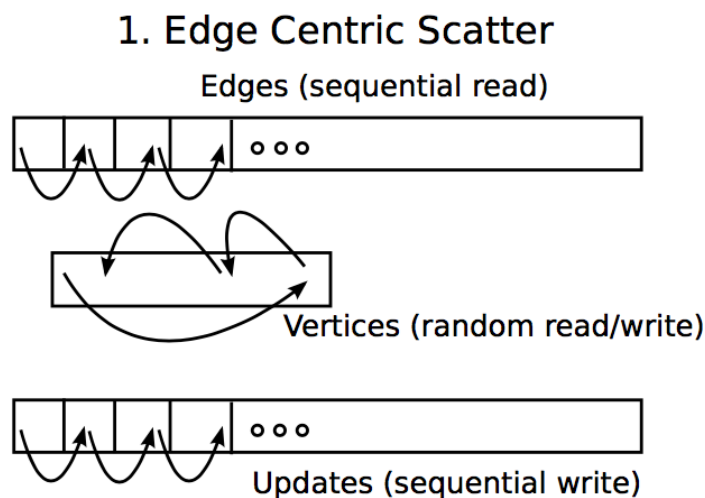 1. Edge Centric Scatter
Edges (sequential read)
Vertices (random read/write)
Updates (sequential write)